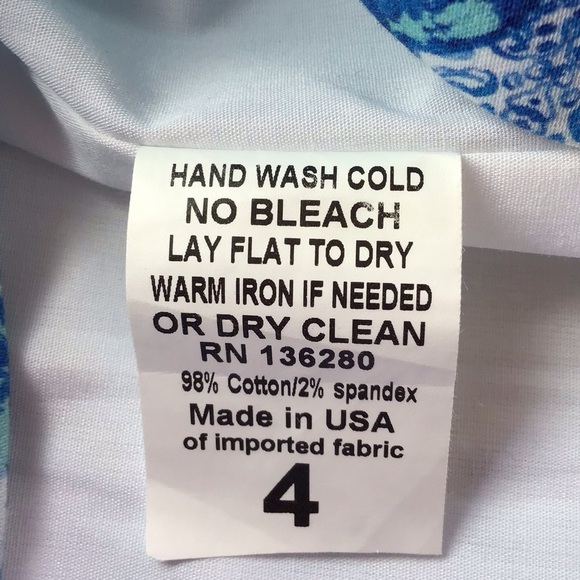 HAND WASH COLD
NO BLEACH
LAY FLAT TO DRY
WARM IRON IF NEEDED
OR DRY CLEAN
RN 136280
98% Cotton/2% spandex
Made in USA
of imported fabric
4